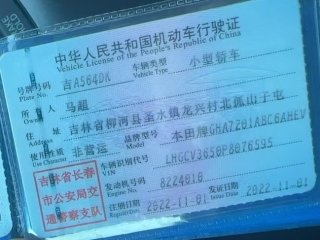 中华人民共和国机动车行驶证
Vehicle License of the People's Republic of China
号牌号码 吉A564DK 车辆类型 小型轿车
Plate No. Vehicle Type
所有人 马超
Owner
住址 吉林省柳河县圣水镇龙兴村北孤山子屯
使用性质 非营运 品牌型号 本田牌GHA7201ABC6AHEV
车辆识别代号 LHGCV3650P8076595
吉林省长春
市公安局交
通警察支队
发动机号码 8224016
Engine No.
注册日期 2022-11-01 发证日期 2022-11-01
Register Date Issue Date